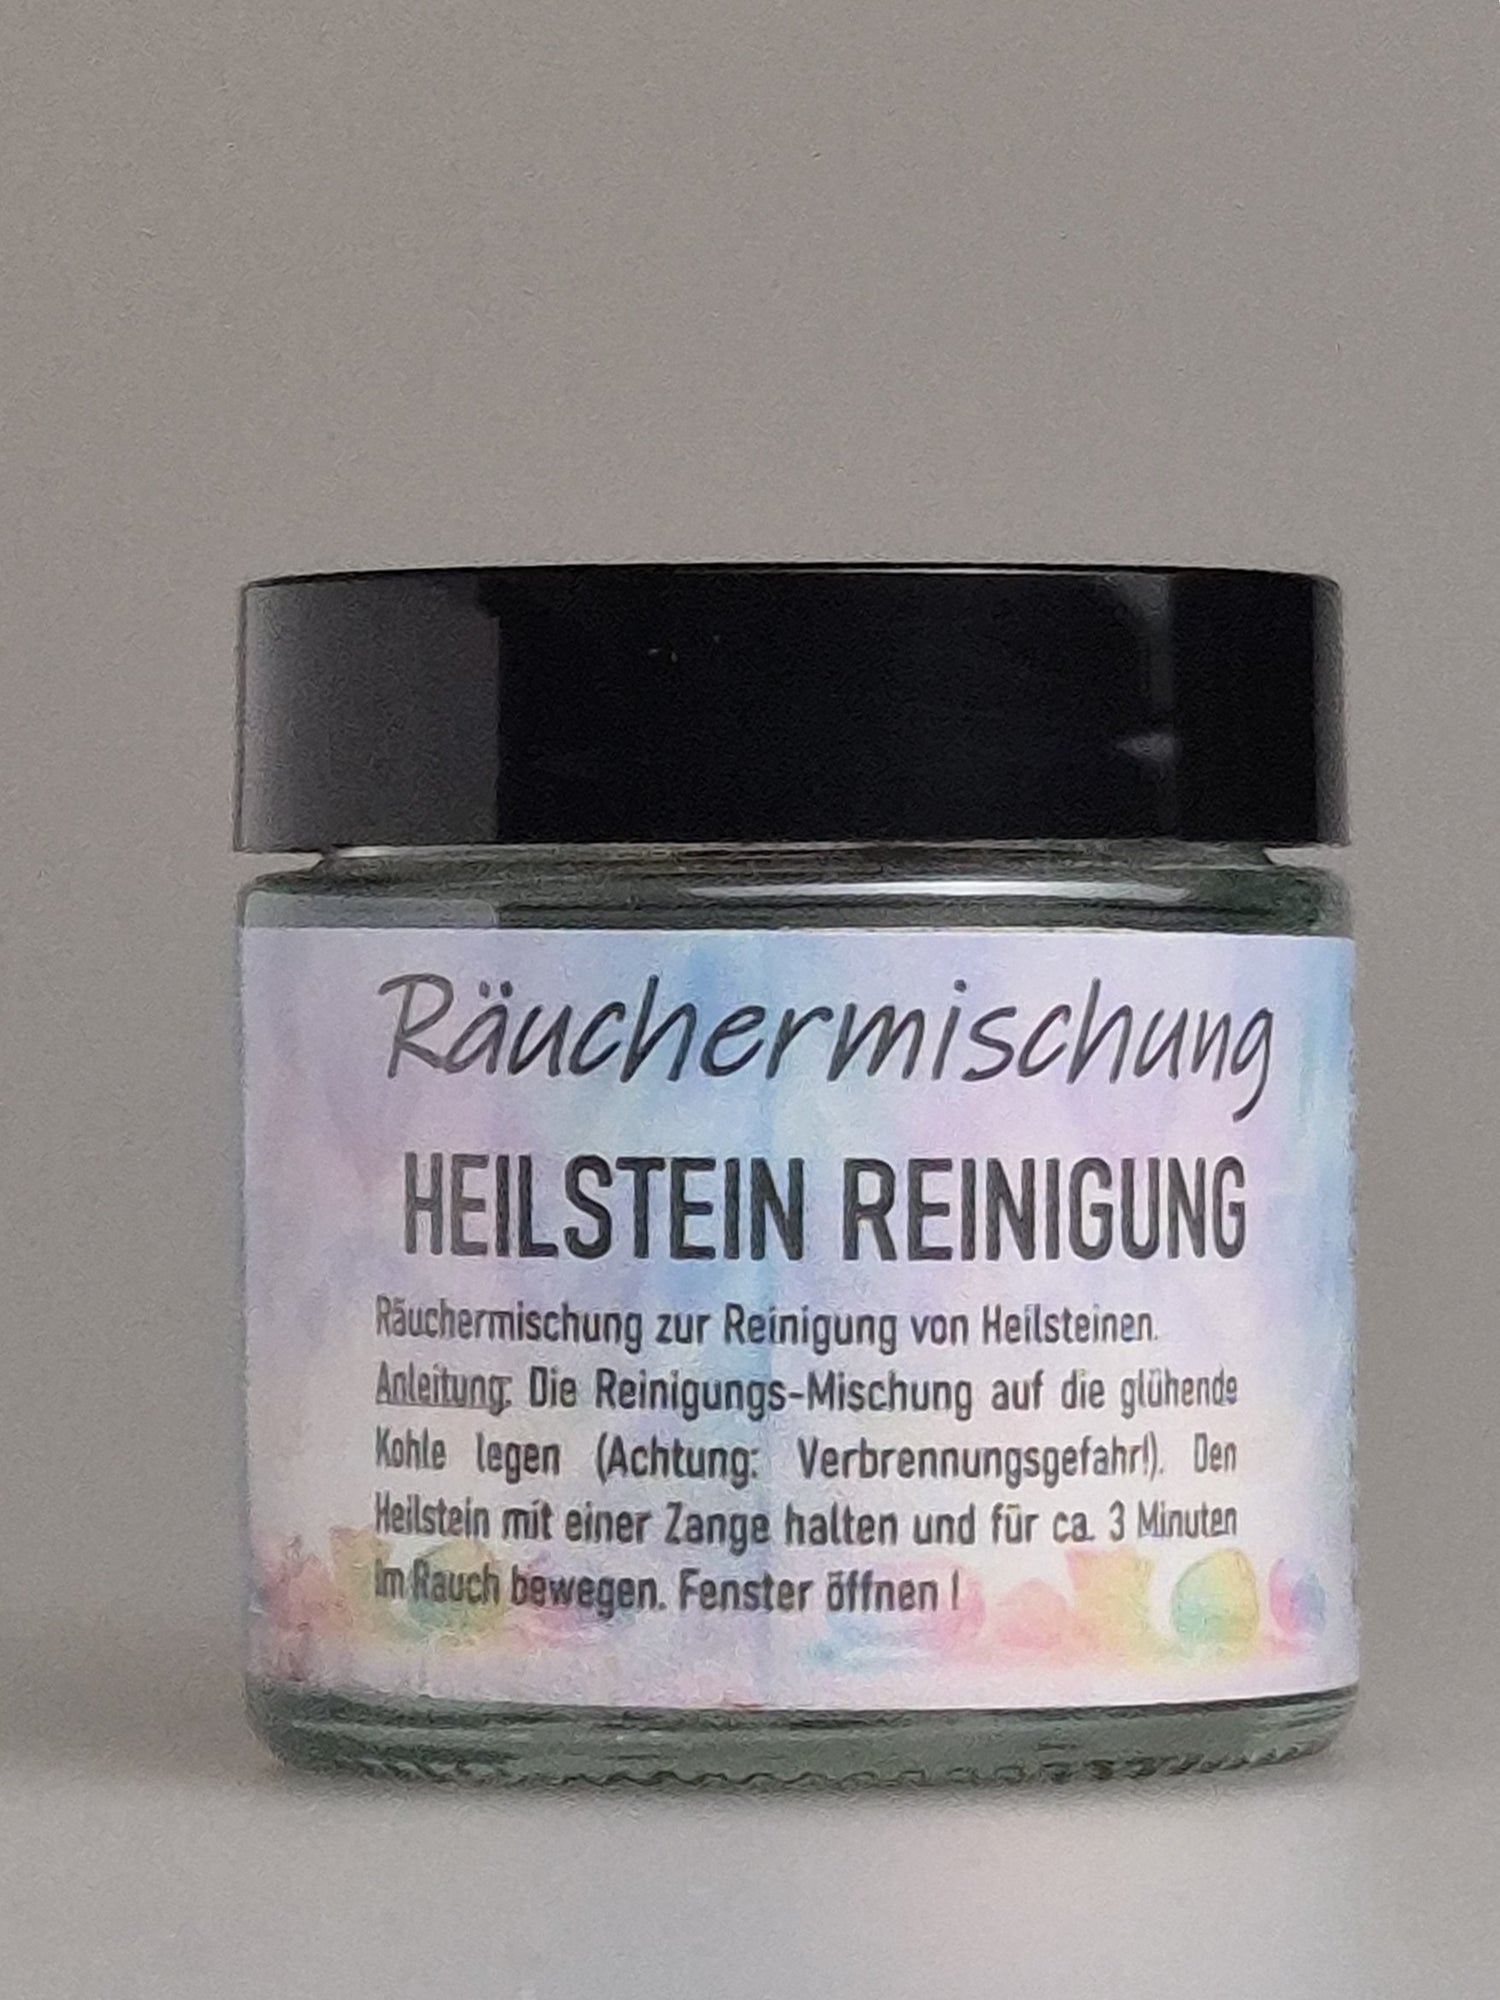 Räuchermischung
HEILSTEIN REINIGUNG
Räuchermischung zur Reinigung von Heilsteinen.
Anleitung: Die Reinigungs-Mischung auf die glühende
Kohle legen (Achtung: Verbrennungsgefahr!). Den
Heilstein mit einer Zange halten und für ca. 3 Minuten
im Rauch bewegen. Fenster öffnen !